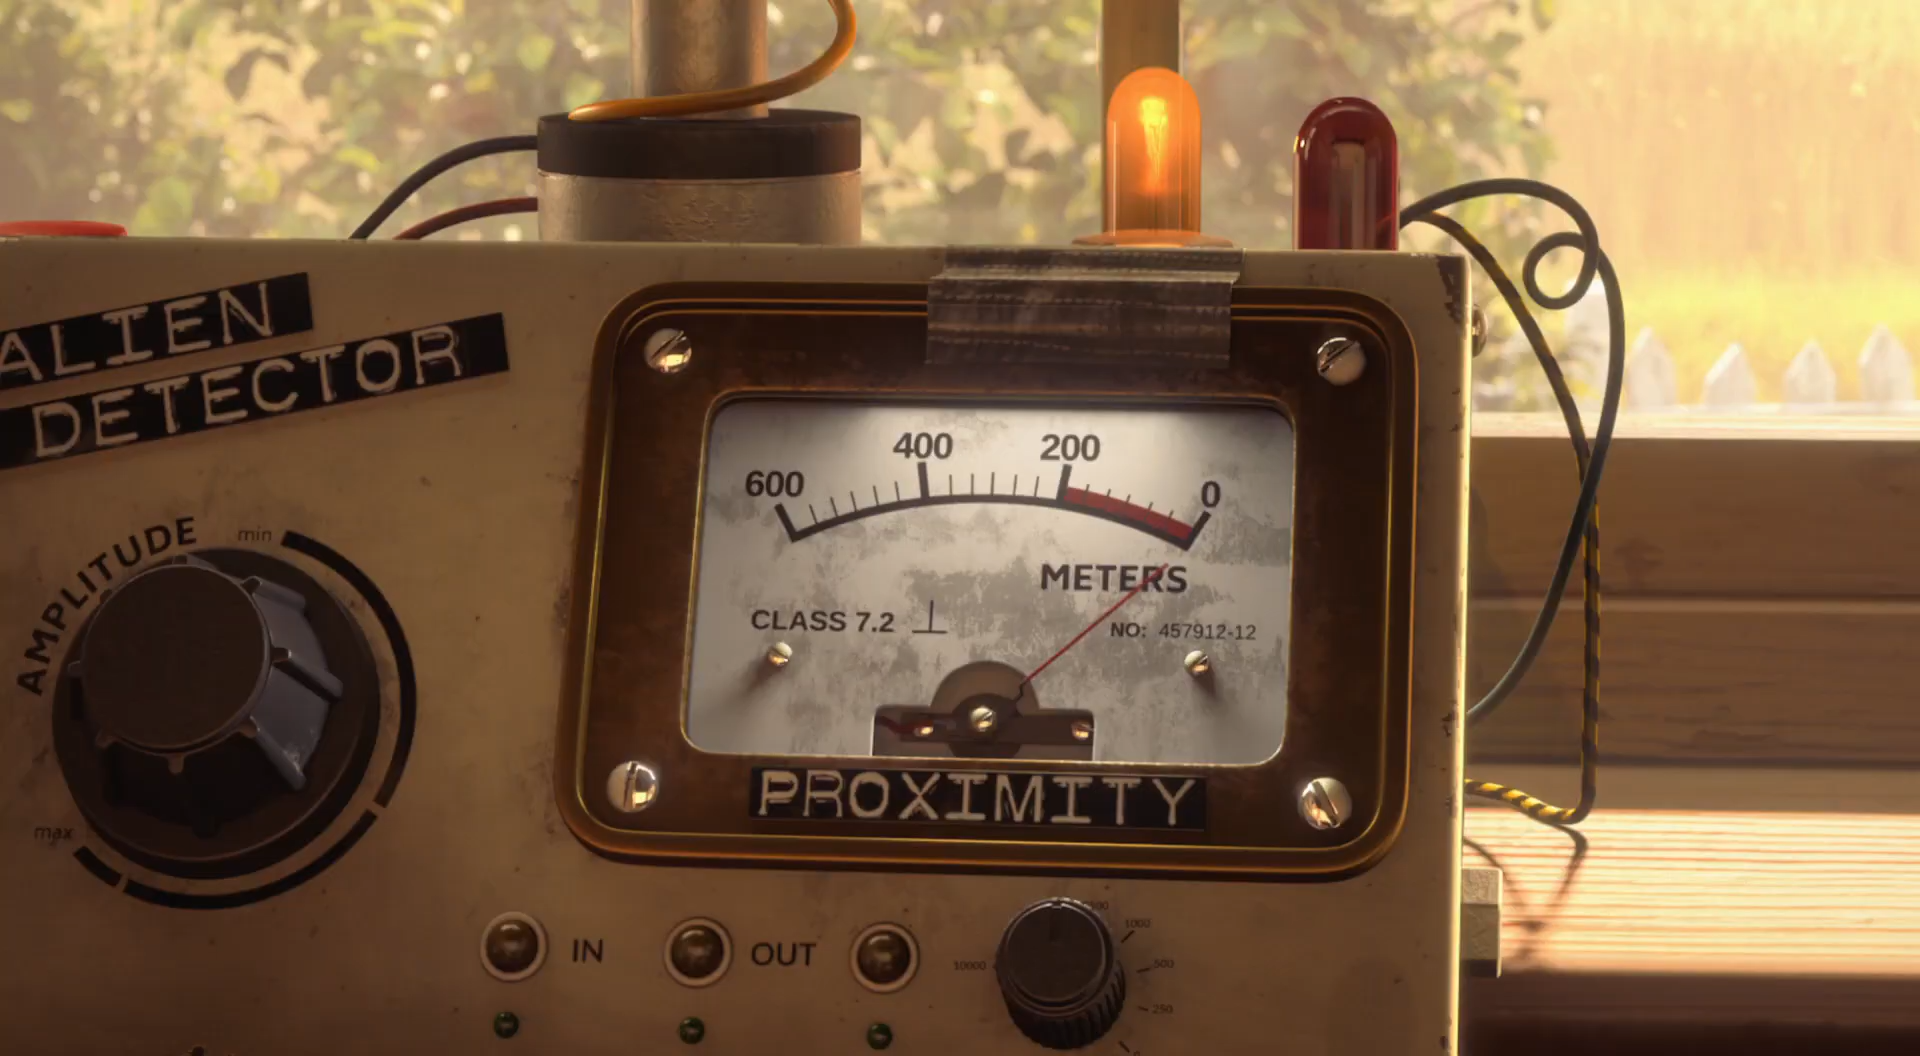 ALIEN
DETECTOR
AMPLITUDE
min
max
600
400
200
0
METERS
CLASS 7.2
NO: 457912-12
PROXIMITY
IN
OUT
1000
500
250
10000